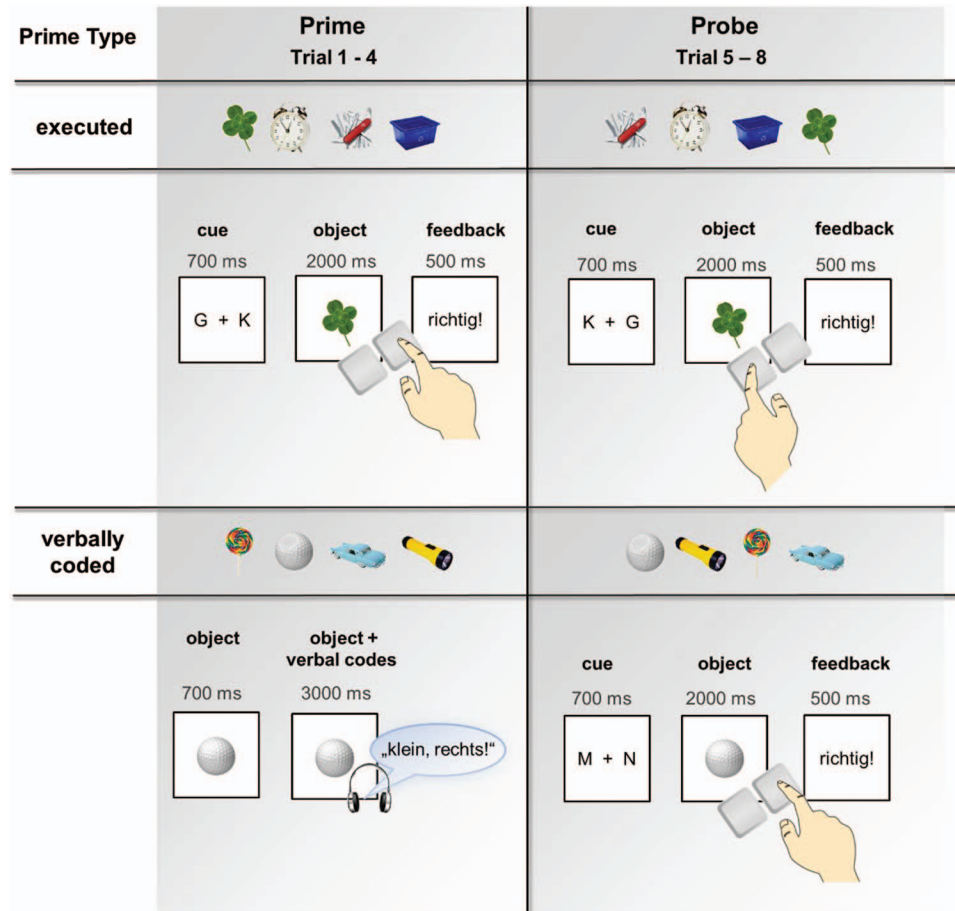 Prime Type
Prime
Trial 1 - 4
Probe
Trial 5 – 8
executed
cue
object
feedback
700 ms
2000 ms
500 ms
G + K
richtig!
cue
object
feedback
700 ms
2000 ms
500 ms
K + G
richtig!
verbally
coded
object
object +
verbal codes
700 ms
3000 ms
„klein, rechts!“
cue
object
feedback
700 ms
2000 ms
500 ms
M + N
richtig!